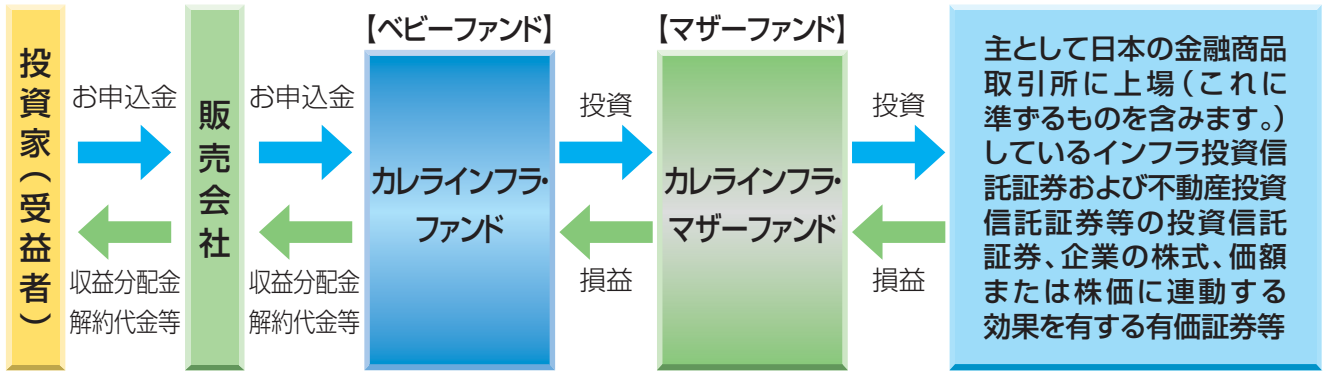 投資家(受益者)
お申込金
収益分配金
解約代金等
販売会社
お申込金
収益分配金
解約代金等
【ベビーファンド】
カレラインフラ・
ファンド
投資
損益
【マザーファンド】
カレラインフラ・
マザーファンド
投資
損益
主として日本の金融商品
取引所に上場(これに
準ずるものを含みます。)
しているインフラ投資信
託証券および不動産投資
信託証券等の投資信託
証券、企業の株式、価額
または株価に連動する
効果を有する有価証券等